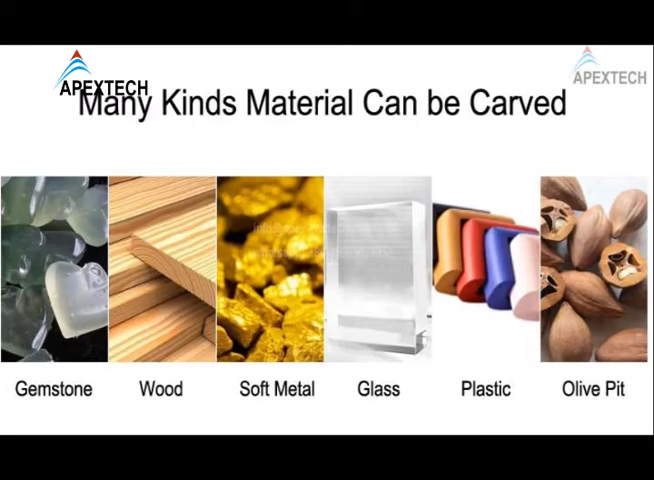 APEXTECH
APEXTECH
Many Kinds Material Can be Carved
Gemstone
Wood
Soft Metal
Glass
Plastic
Olive Pit